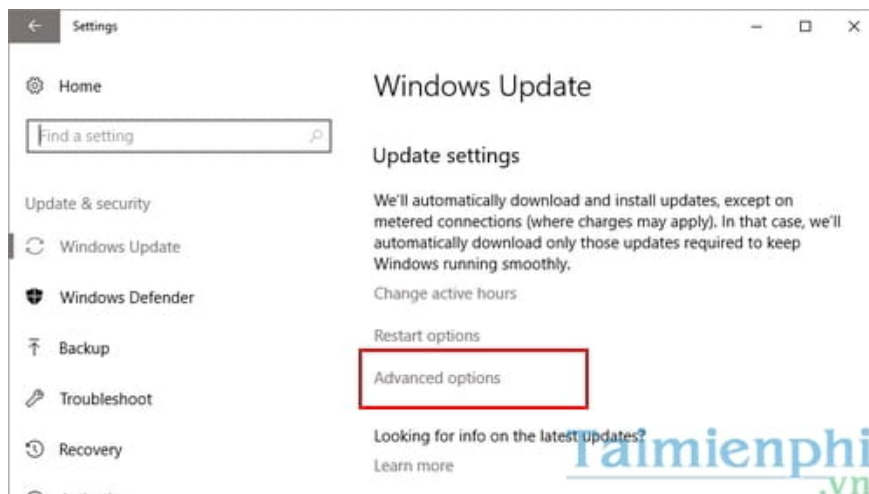 Settings
Home
Find a setting
Update & security
Windows Update
Windows Defender
Backup
Troubleshoot
Recovery
Windows Update
Update settings
We'll automatically download and install updates, except on
metered connections (where charges may apply). In that case, we'll
automatically download only those updates required to keep
Windows running smoothly.
Change active hours
Restart options
Advanced options
Looking for info on the latest updates?
Learn more
Taimienphi
.vn